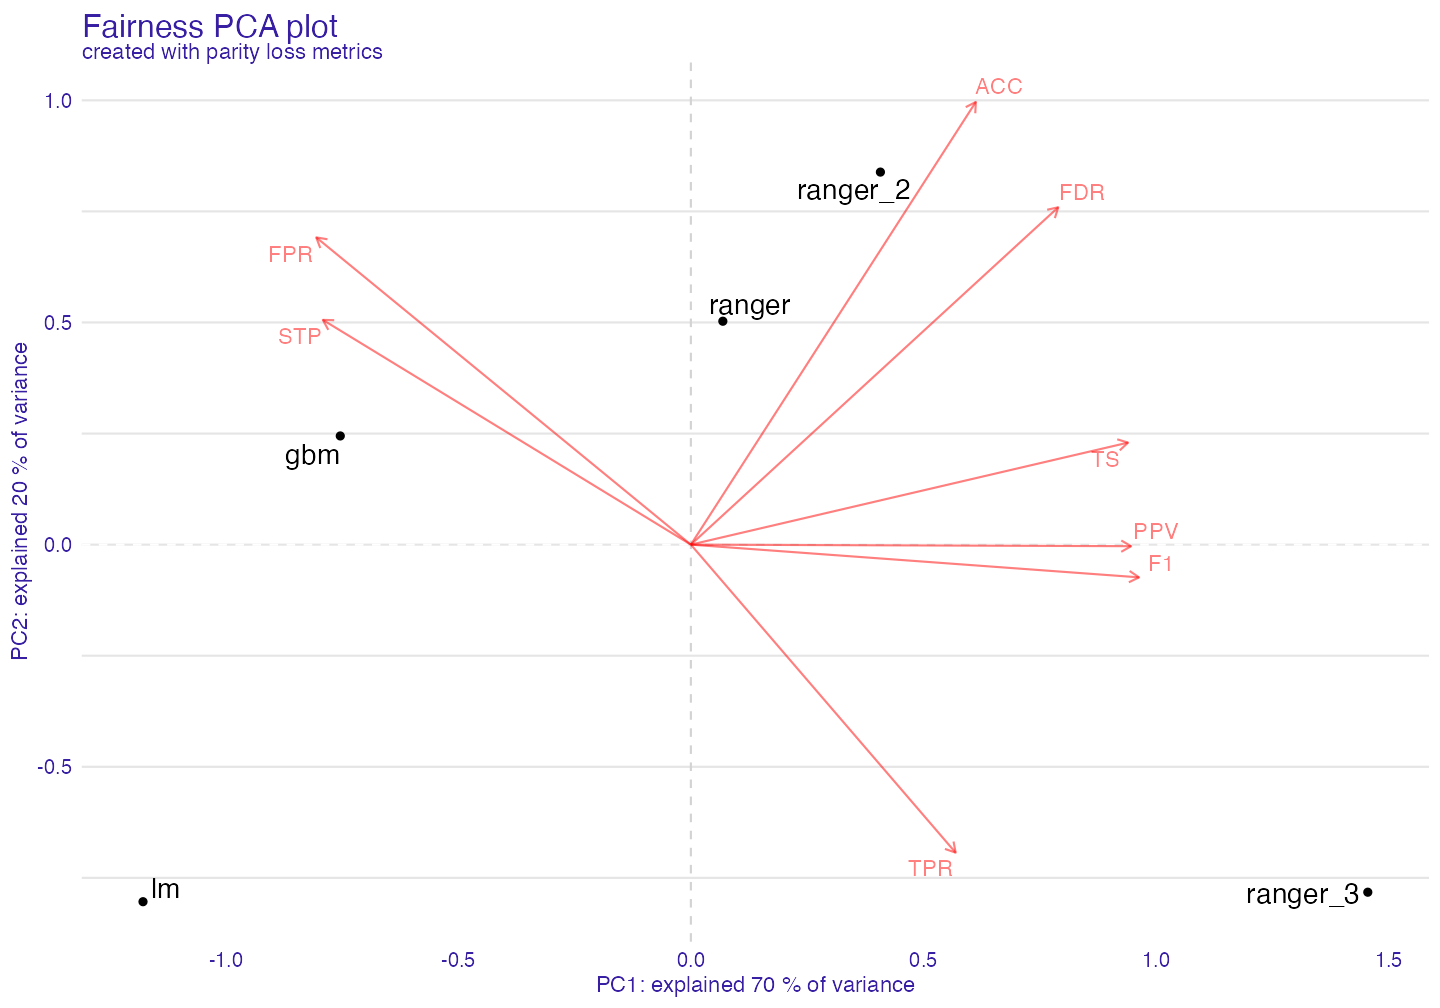 Fairness PCA plot
created with parity loss metrics
ACC
1.0
ranger_2
FDR
FPR
ranger
0.5
STP
gbm
TS
PPV
0.0
F1
PC2: explained 20 % of variance
-0.5
TPR
lm
ranger_3
-1.0 -0.5 0.0 0.5 1.0 1.5
PC1: explained 70 % of variance